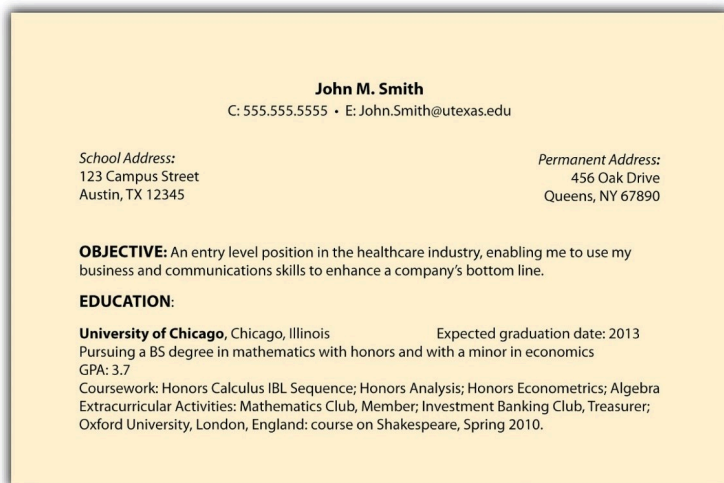 John M. Smith
C: 555.555.5555 • E: John.Smith@utexas.edu
School Address:
123 Campus Street
Austin, TX 12345
Permanent Address:
456 Oak Drive
Queens, NY 67890
OBJECTIVE: An entry level position in the healthcare industry, enabling me to use my
business and communications skills to enhance a company's bottom line.
EDUCATION:
University of Chicago, Chicago, Illinois Expected graduation date: 2013
Pursuing a BS degree in mathematics with honors and with a minor in economics
GPA: 3.7
Coursework: Honors Calculus IBL Sequence; Honors Analysis; Honors Econometrics; Algebra
Extracurricular Activities: Mathematics Club, Member; Investment Banking Club, Treasurer;
Oxford University, London, England: course on Shakespeare, Spring 2010.